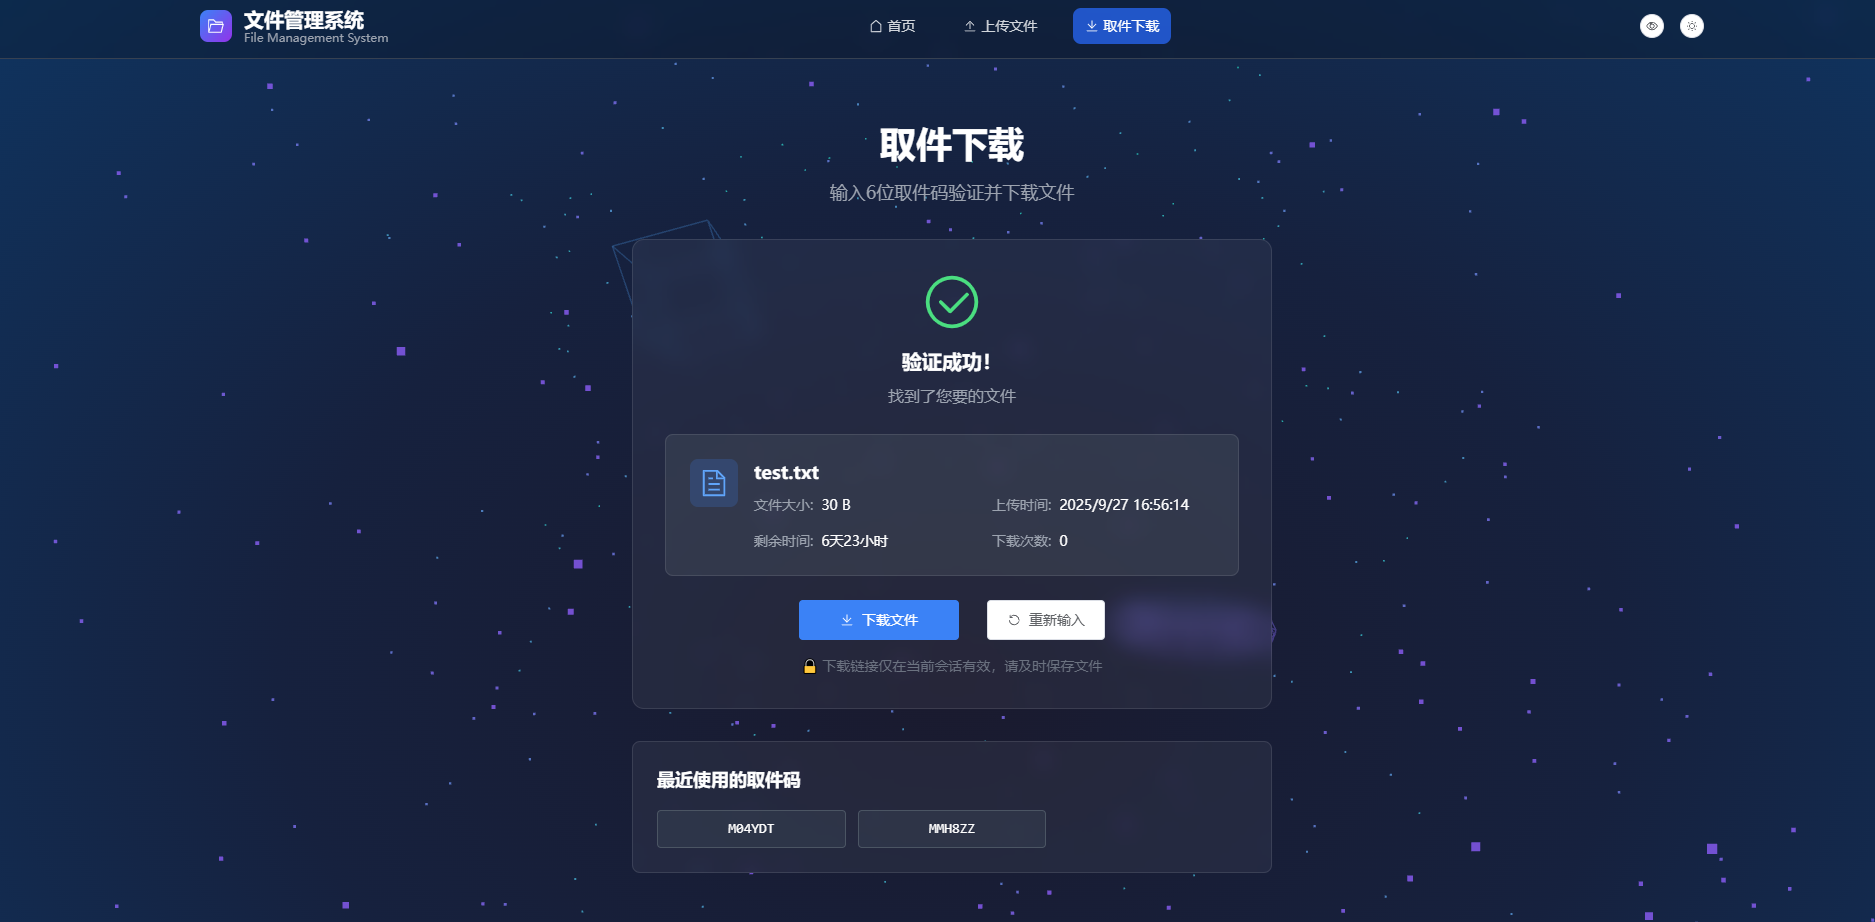 文件管理系统
File Management System
首页
上传文件
取件下载
取件下载
输入6位取件码验证并下载文件
验证成功！
找到了您要的文件
test.txt
文件大小: 30 B
上传时间: 2025/9/27 16:56:14
剩余时间: 6天23小时
下载次数: 0
下载文件
重新输入
🔒 下载链接仅在当前会话有效，请及时保存文件
最近使用的取件码
M04YDT
MMH8ZZ